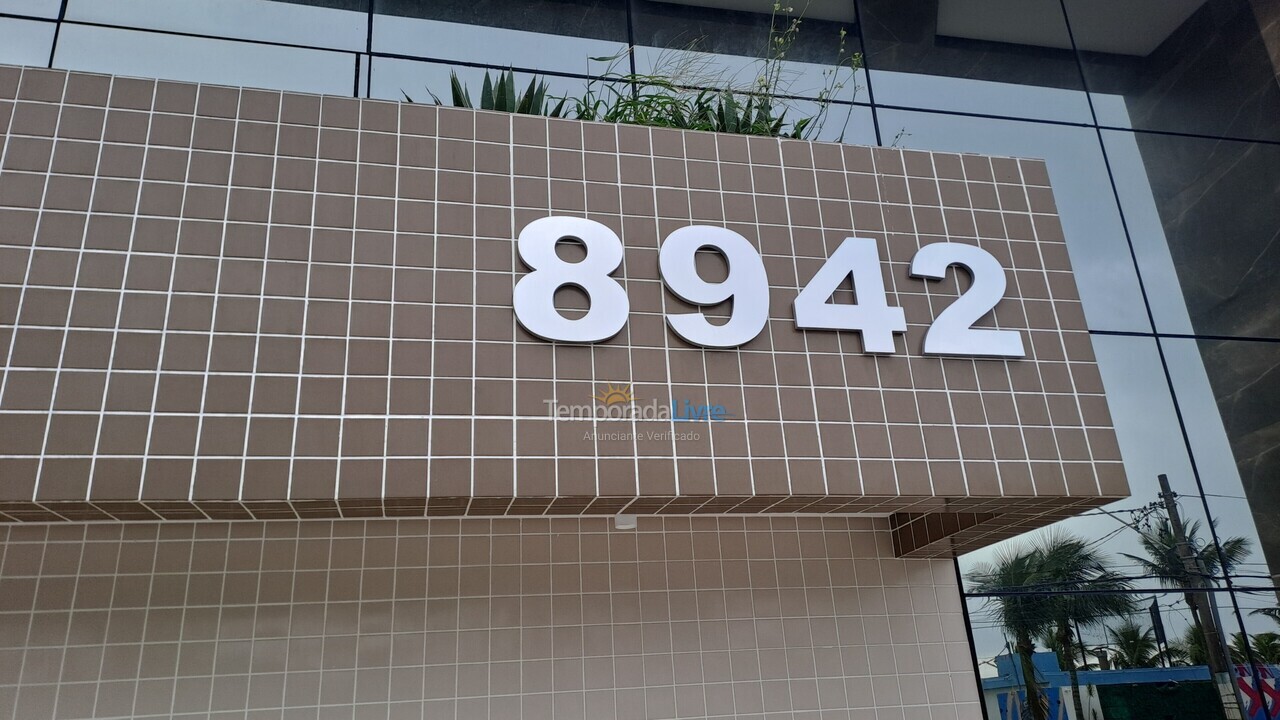 8942
TemporadaLivre
Anunciante Verificado